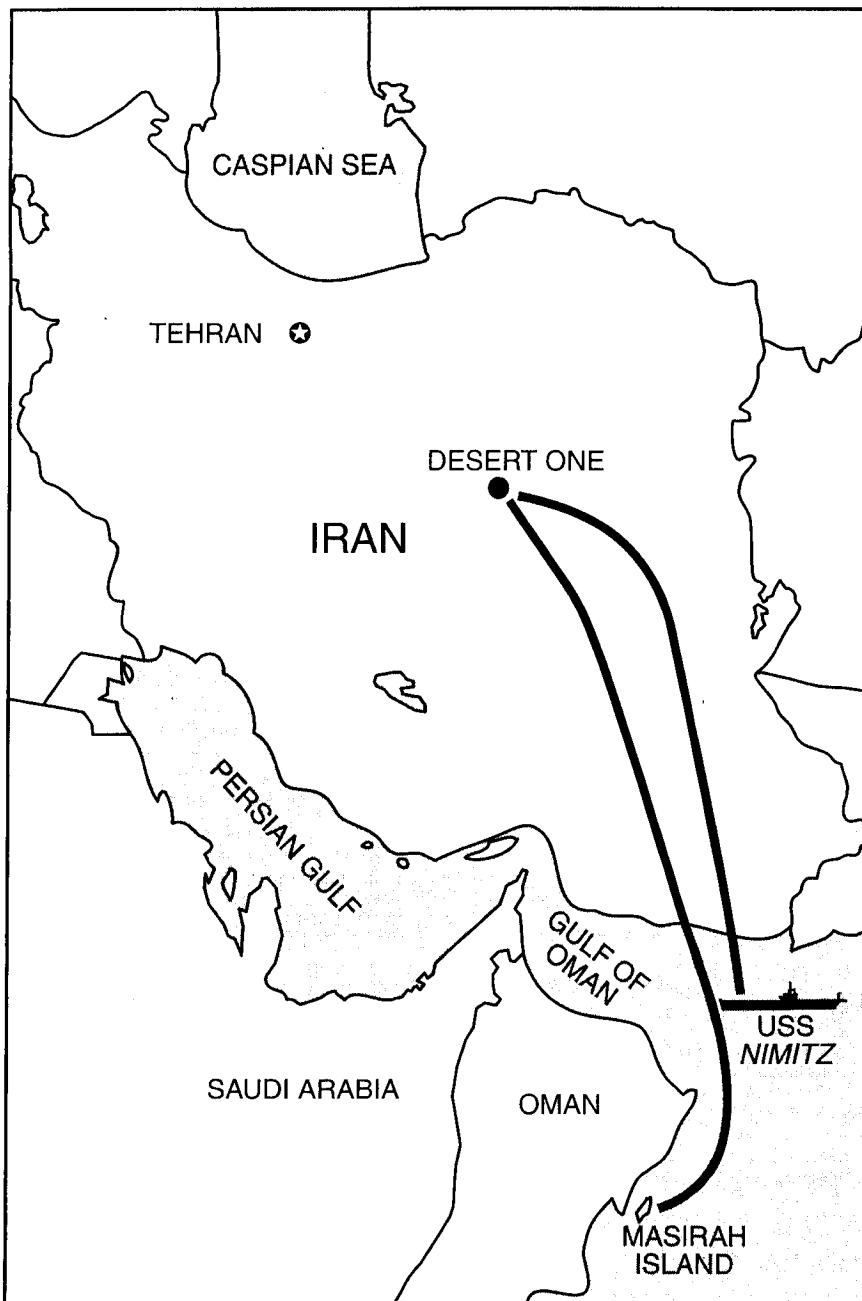 CASPIAN SEA
TEHRAN
DESERT ONE
IRAN
PERSIAN GULF
GULF OF
OMAN
USS
NIMITZ
SAUDI ARABIA
OMAN
MASIRAH
ISLAND